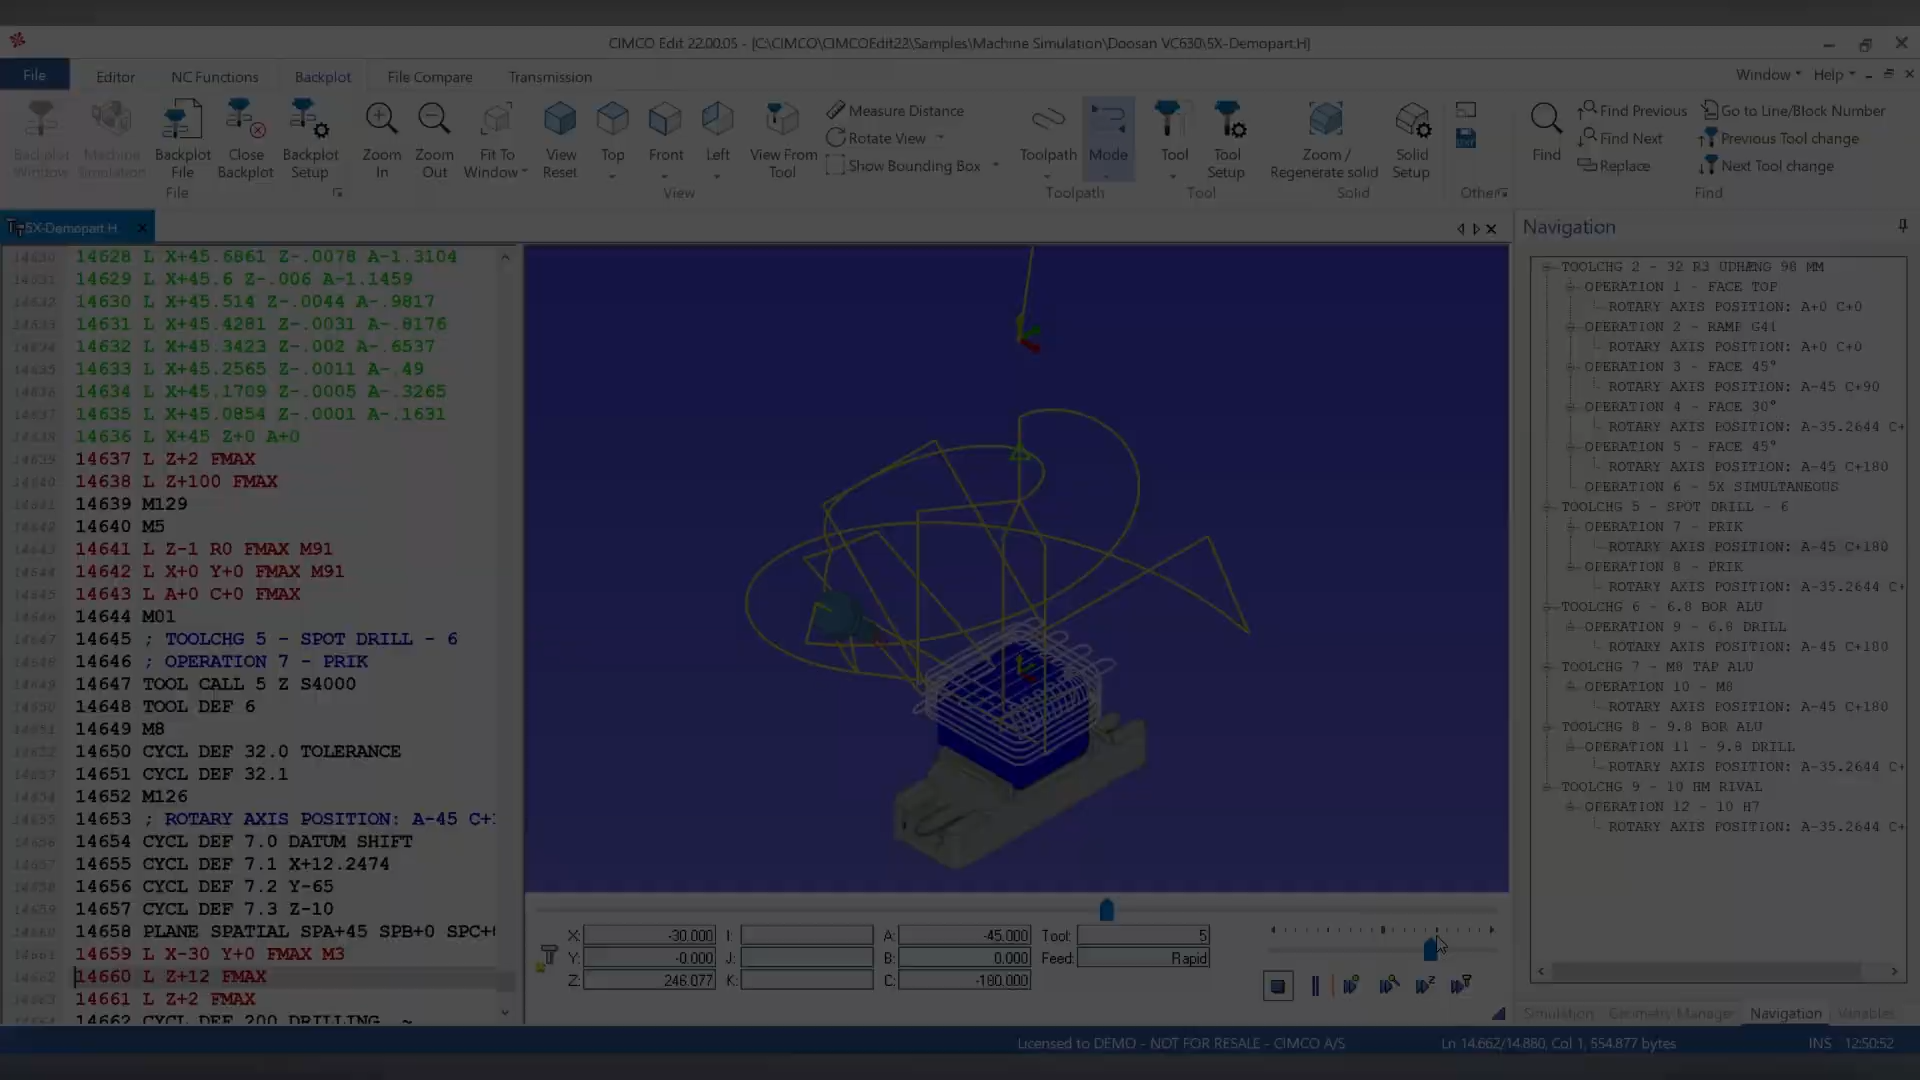 CIMCO Edit 22.00.05 - [C:\CIMCO\CIMCOEdit22\Samples\Machine Simulation\Doosan VC630\5X-Demopart.H]
File Editor NC Functions Backplot File Compare Transmission Window Help
Backplot Window
Machine Simulation
Backplot File
Close Backplot
Backplot Setup
File
Zoom In
Zoom Out
Fit To Window
View Reset
Top
Front
Left
View From Tool
Measure Distance
Rotate View
Show Bounding Box
View
Toolpath
Mode
Toolpath
Tool
Tool Setup
Tool
Zoom / Regenerate solid
Solid Setup
Solid
Other
Find
Find Previous
Find Next
Replace
Go to Line/Block Number
Previous Tool change
Next Tool change
Find
5X-Demopart.H
14628 L X+45.6861 Z-.0078 A-1.3104
14629 L X+45.6 Z-.006 A-1.1459
14630 L X+45.514 Z-.0044 A-.9817
14631 L X+45.4281 Z-.0031 A-.8176
14632 L X+45.3423 Z-.002 A-.6537
14633 L X+45.2565 Z-.0011 A-.49
14634 L X+45.1709 Z-.0005 A-.3265
14635 L X+45.0854 Z-.0001 A-.1631
14636 L X+45 Z+0 A+0
14637 L Z+2 FMAX
14638 L Z+100 FMAX
14639 M129
14640 M5
14641 L Z-1 R0 FMAX M91
14642 L X+0 Y+0 FMAX M91
14643 L A+0 C+0 FMAX
14644 M01
14645 ; TOOLCHG 5 - SPOT DRILL - 6
14646 ; OPERATION 7 - PRIK
14647 TOOL CALL 5 Z S4000
14648 TOOL DEF 6
14649 M8
14650 CYCL DEF 32.0 TOLERANCE
14651 CYCL DEF 32.1
14652 M126
14653 ; ROTARY AXIS POSITION: A-45 C+
14654 CYCL DEF 7.0 DATUM SHIFT
14655 CYCL DEF 7.1 X+12.2474
14656 CYCL DEF 7.2 Y-65
14657 CYCL DEF 7.3 Z-10
14658 PLANE SPATIAL SPA+45 SPB+0 SPC+
14659 L X-30 Y+0 FMAX M3
14660 L Z+12 FMAX
14661 L Z+2 FMAX
14662 CYCL DEF 200 DRILLING ~
X: -30.000 I: A: -45.000 Tool: 5
Y: -0.000 J: B: 0.000 Feed: Rapid
Z: 246.077 K: C: -180.000
Navigation
TOOLCHG 2 - 32 R3 UDHÆNG 98 MM
OPERATION 1 - FACE TOP
ROTARY AXIS POSITION: A+0 C+0
OPERATION 2 - RAMP G41
ROTARY AXIS POSITION: A+0 C+0
OPERATION 3 - FACE 45°
ROTARY AXIS POSITION: A-45 C+90
OPERATION 4 - FACE 30°
ROTARY AXIS POSITION: A-35.2644 C+
OPERATION 5 - FACE 45°
ROTARY AXIS POSITION: A-45 C+180
OPERATION 6 - 5X SIMULTANEOUS
TOOLCHG 5 - SPOT DRILL - 6
OPERATION 7 - PRIK
ROTARY AXIS POSITION: A-45 C+180
OPERATION 8 - PRIK
ROTARY AXIS POSITION: A-35.2644 C+
TOOLCHG 6 - 6.8 BOR ALU
OPERATION 9 - 6.8 DRILL
ROTARY AXIS POSITION: A-45 C+180
TOOLCHG 7 - M8 TAP ALU
OPERATION 10 - M8
ROTARY AXIS POSITION: A-45 C+180
TOOLCHG 8 - 9.8 BOR ALU
OPERATION 11 - 9.8 DRILL
ROTARY AXIS POSITION: A-35.2644 C+
TOOLCHG 9 - 10 HM RIVAL
OPERATION 12 - 10 H7
ROTARY AXIS POSITION: A-35.2644 C+
Simulation Geometry Manager Navigation Variables
Licensed to DEMO - NOT FOR RESALE - CIMCO A/S Ln 14.662/14.880, Col 1, 554.877 bytes INS 12:50:52